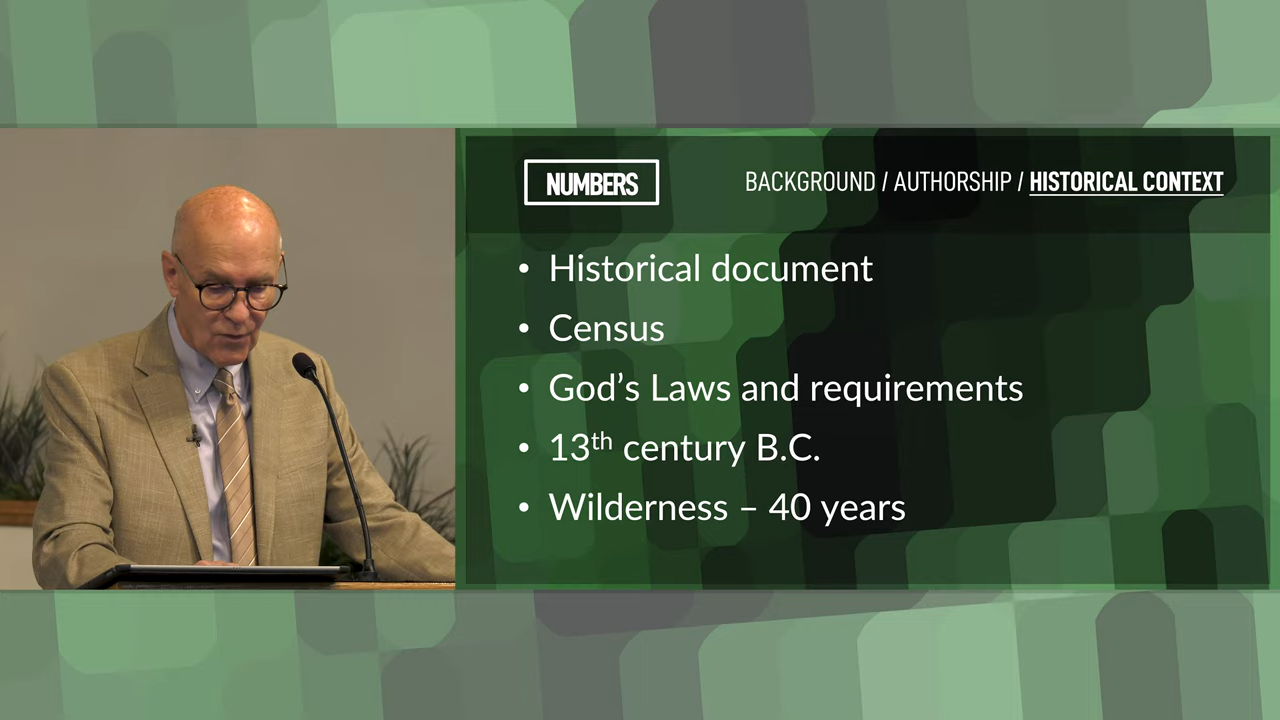 NUMBERS
BACKGROUND / AUTHORSHIP / HISTORICAL CONTEXT
• Historical document
• Census
• God’s Laws and requirements
• 13th century B.C.
• Wilderness – 40 years